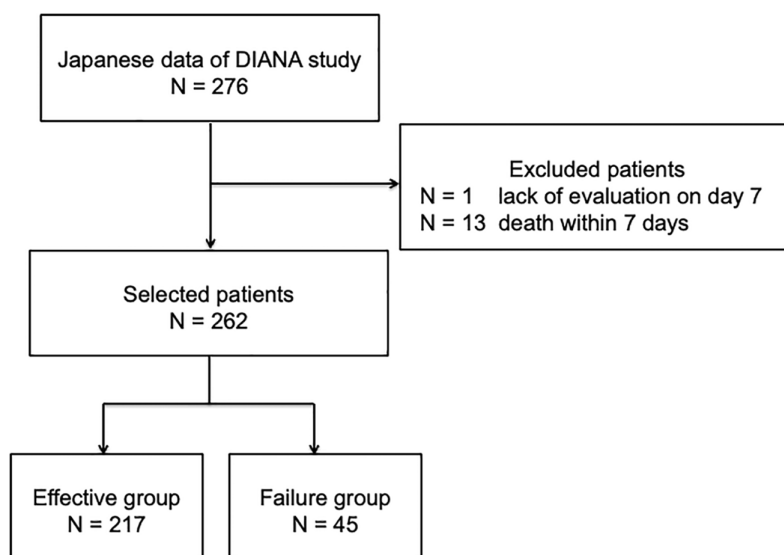 Japanese data of DIANA study
N = 276
Excluded patients
N = 1 lack of evaluation on day 7
N = 13 death within 7 days
Selected patients
N = 262
Effective group
N = 217
Failure group
N = 45